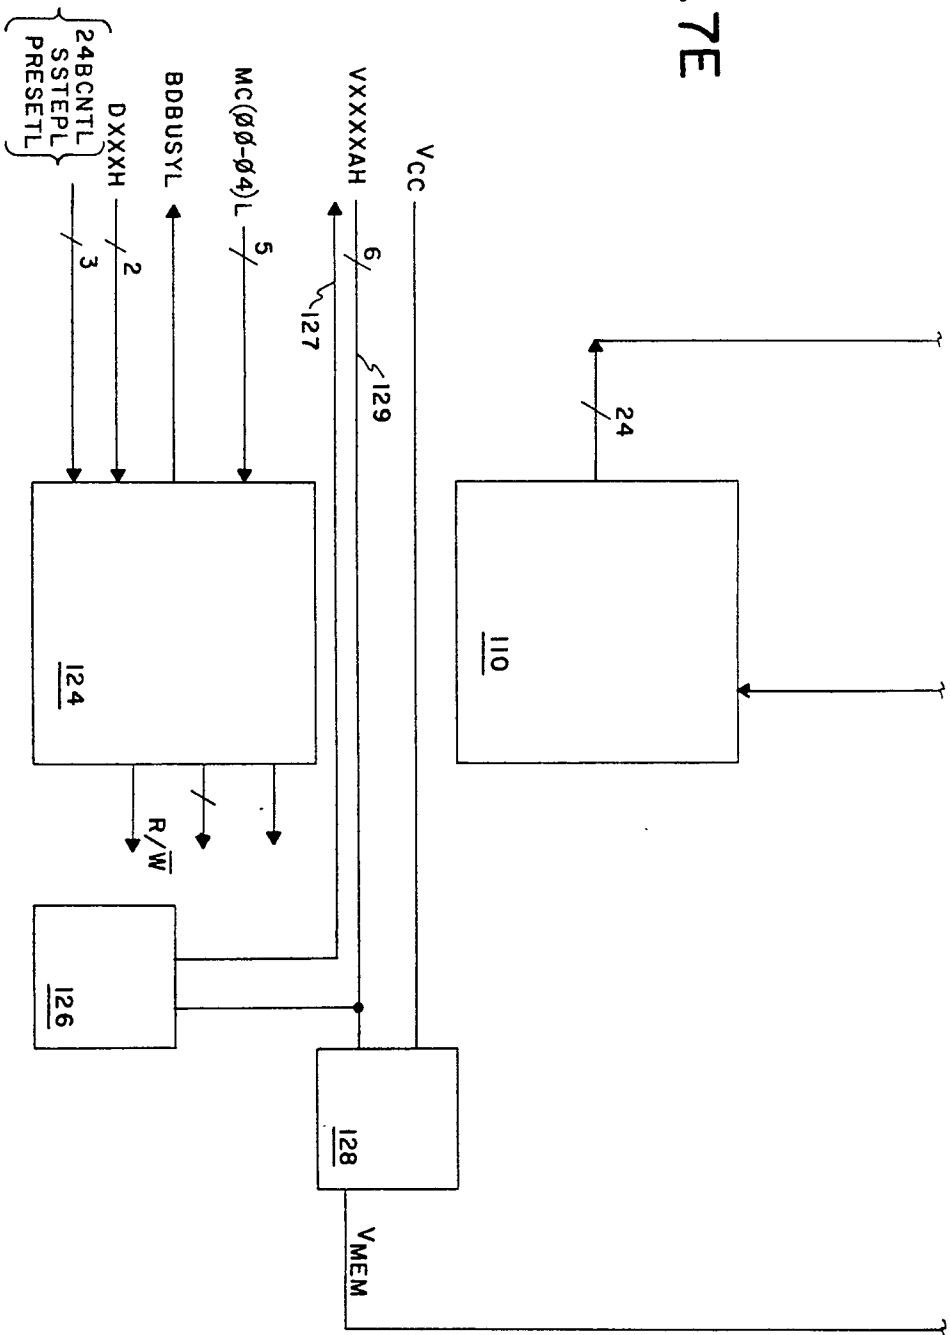 7E
24BCNTL
SSTEPL
PRESETL
DXXXH
BDBUSYL
MC(ØØ-Ø4)L
VXXXXAH
VCC
3
2
5
6
127
129
24
110
124
R/W̅
126
128
VMEM